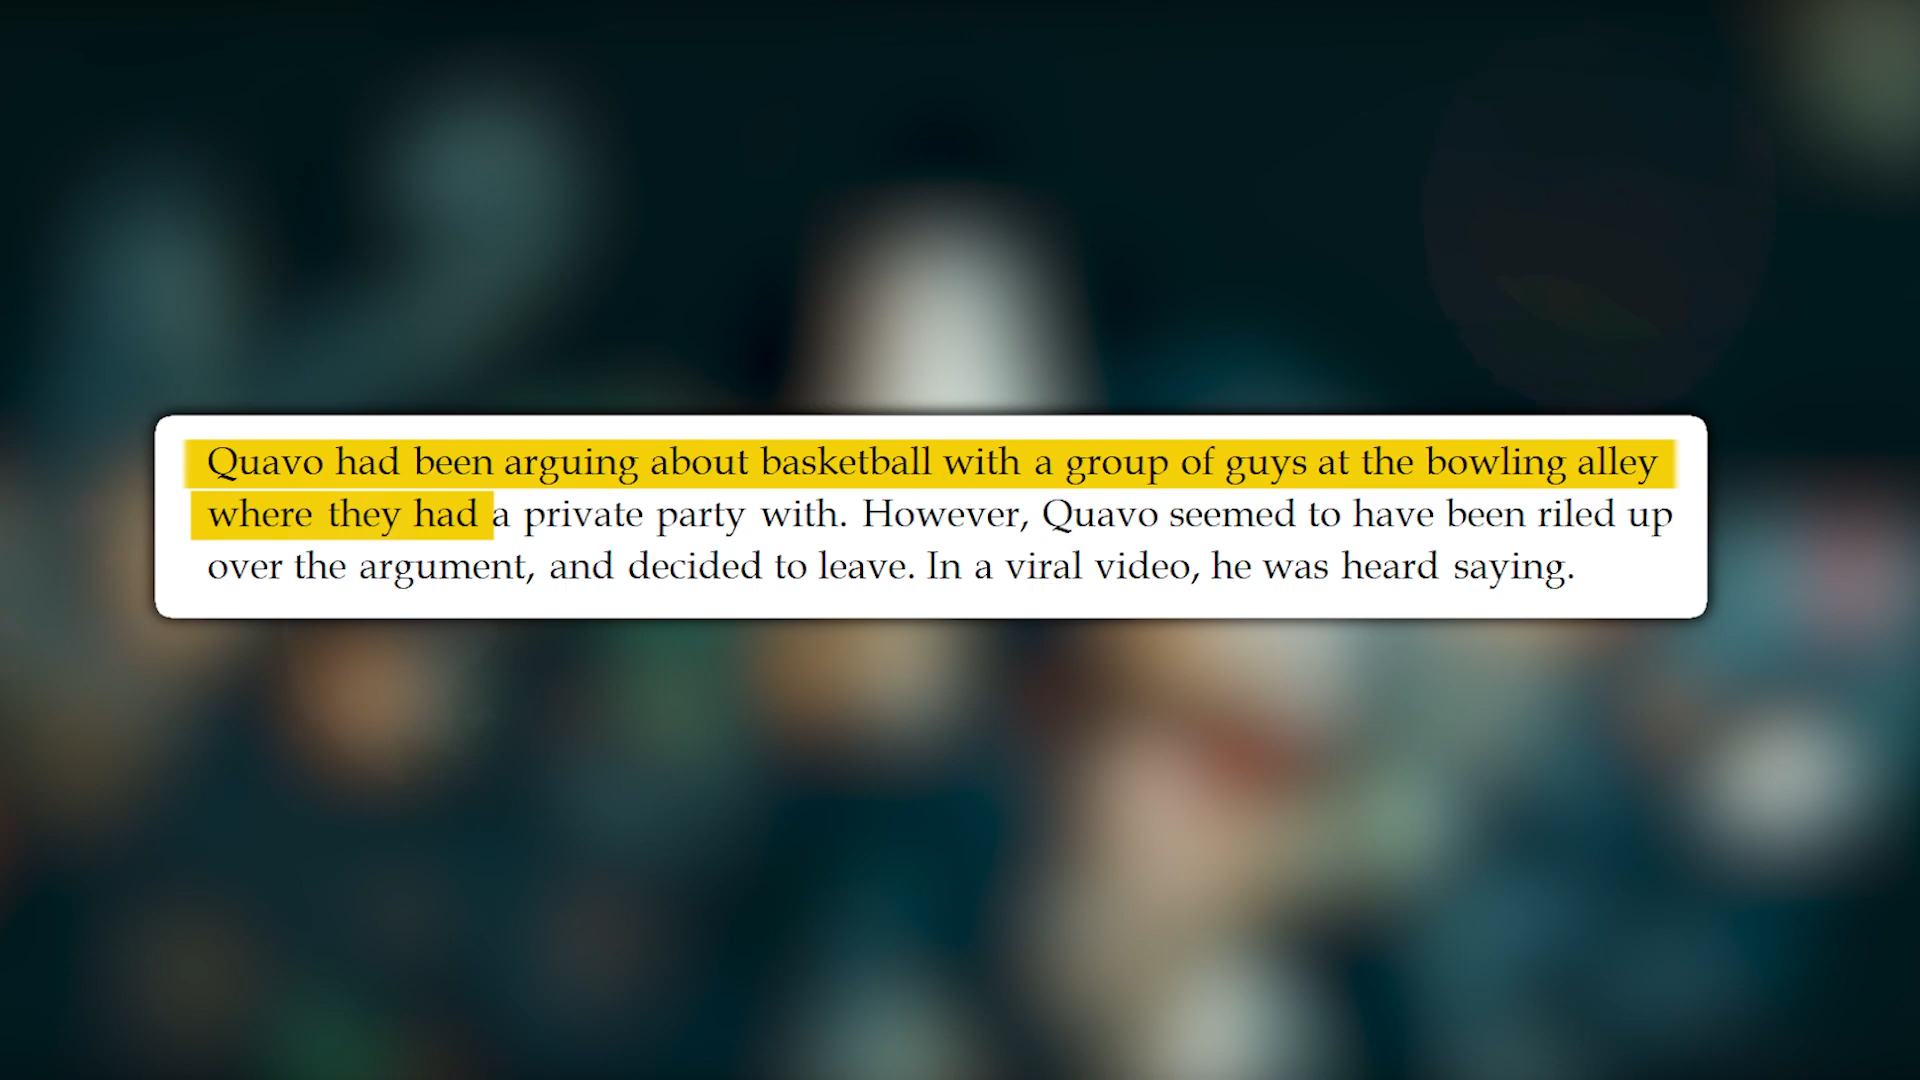 Quavo had been arguing about basketball with a group of guys at the bowling alley
where they had a private party with. However, Quavo seemed to have been riled up
over the argument, and decided to leave. In a viral video, he was heard saying.